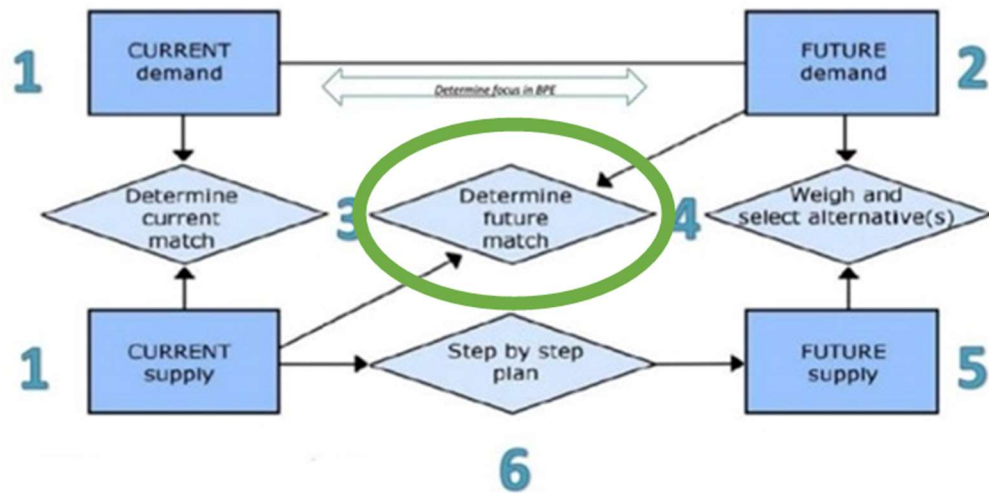 1
CURRENT
demand
Determine focus in BPE
FUTURE
demand
2
Determine
current
match
3
Determine
future
match
4
Weigh and
select alternative(s)
1
CURRENT
supply
Step by step
plan
FUTURE
supply
5
6